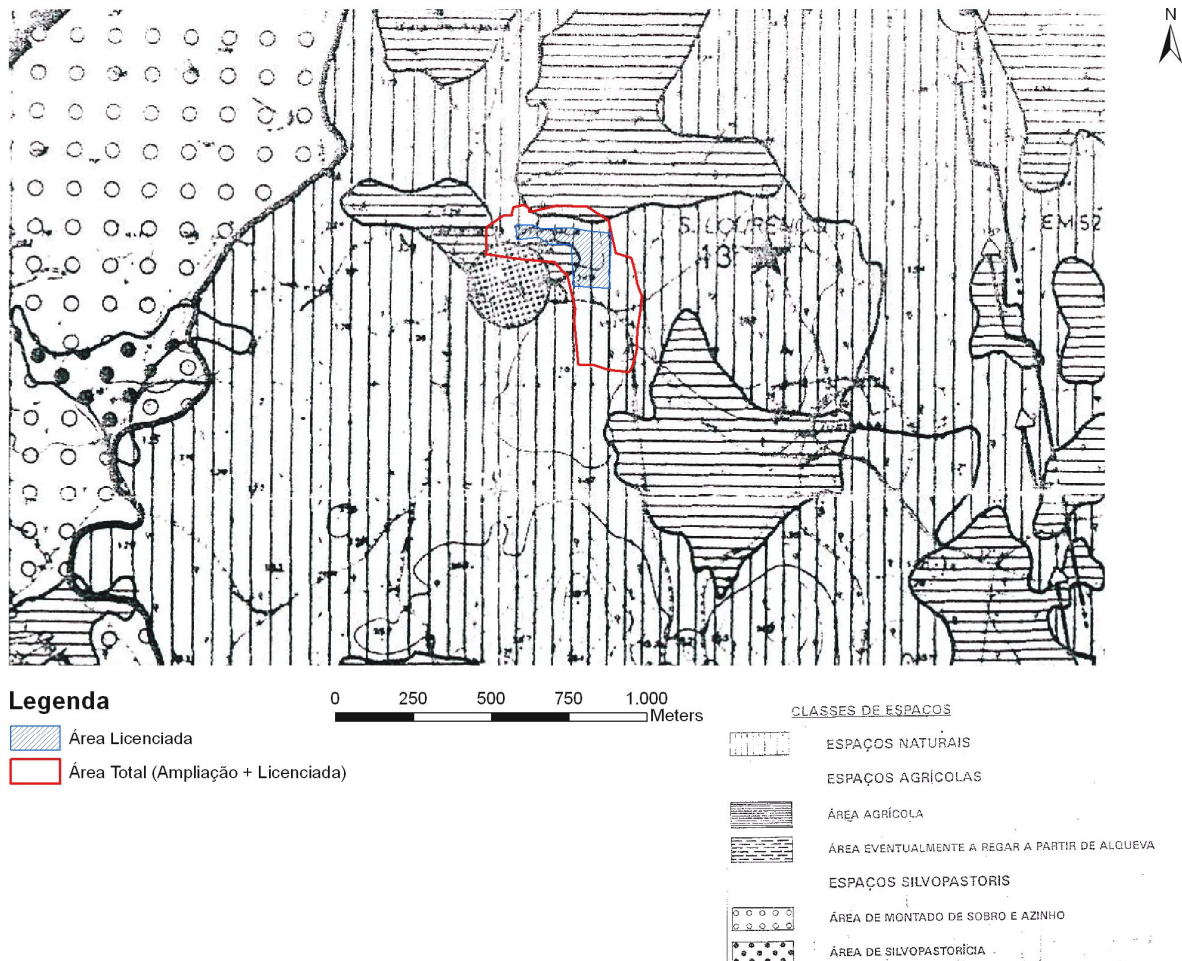 N
S. LOURENÇO
13
EM 52
Legenda
Área Licenciada
Área Total (Ampliação + Licenciada)
0 250 500 750 1.000
Meters
CLASSES DE ESPAÇOS
ESPAÇOS NATURAIS
ESPAÇOS AGRÍCOLAS
ÁREA AGRÍCOLA
ÁREA EVENTUALMENTE A REGAR A PARTIR DE ALQUEVA
ESPAÇOS SILVOPASTORIS
ÁREA DE MONTADO DE SOBRO E AZINHO
ÁREA DE SILVOPASTORÍCIA